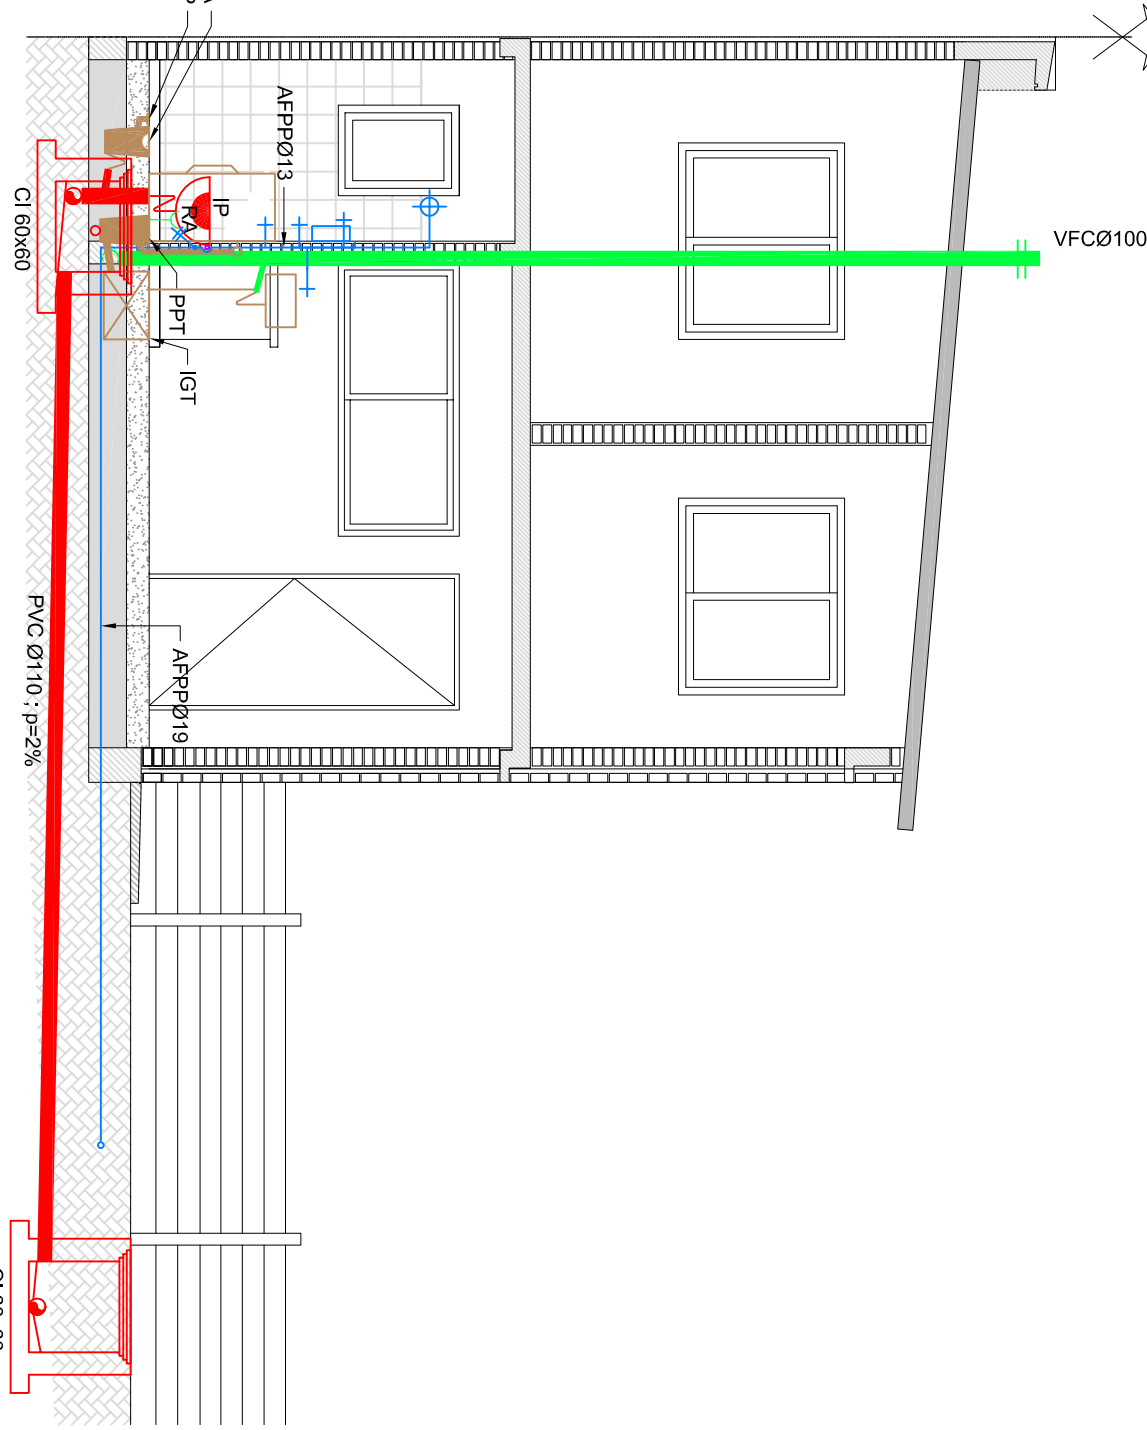 VFCØ100
AFPPØ13
IP
RA
PPT
IGT
CI 60x60
AFPPØ19
PVC Ø110 ; p=2%